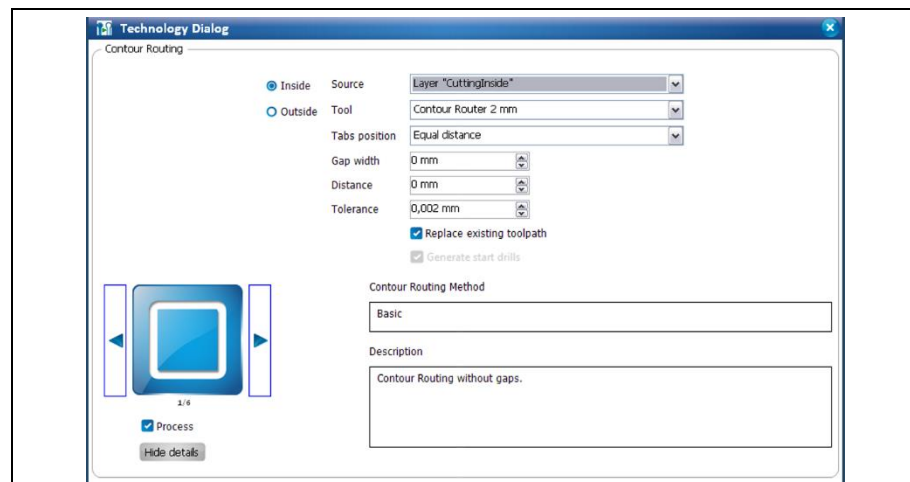 Technology Dialog
Contour Routing
Inside
Source
Layer "CuttingInside"
Outside
Tool
Contour Router 2 mm
Tabs position
Equal distance
Gap width
0 mm
Distance
0 mm
Tolerance
0,002 mm
Replace existing toolpath
Generate start drills
Contour Routing Method
Basic
Description
Contour Routing without gaps.
1/6
Process
Hide details